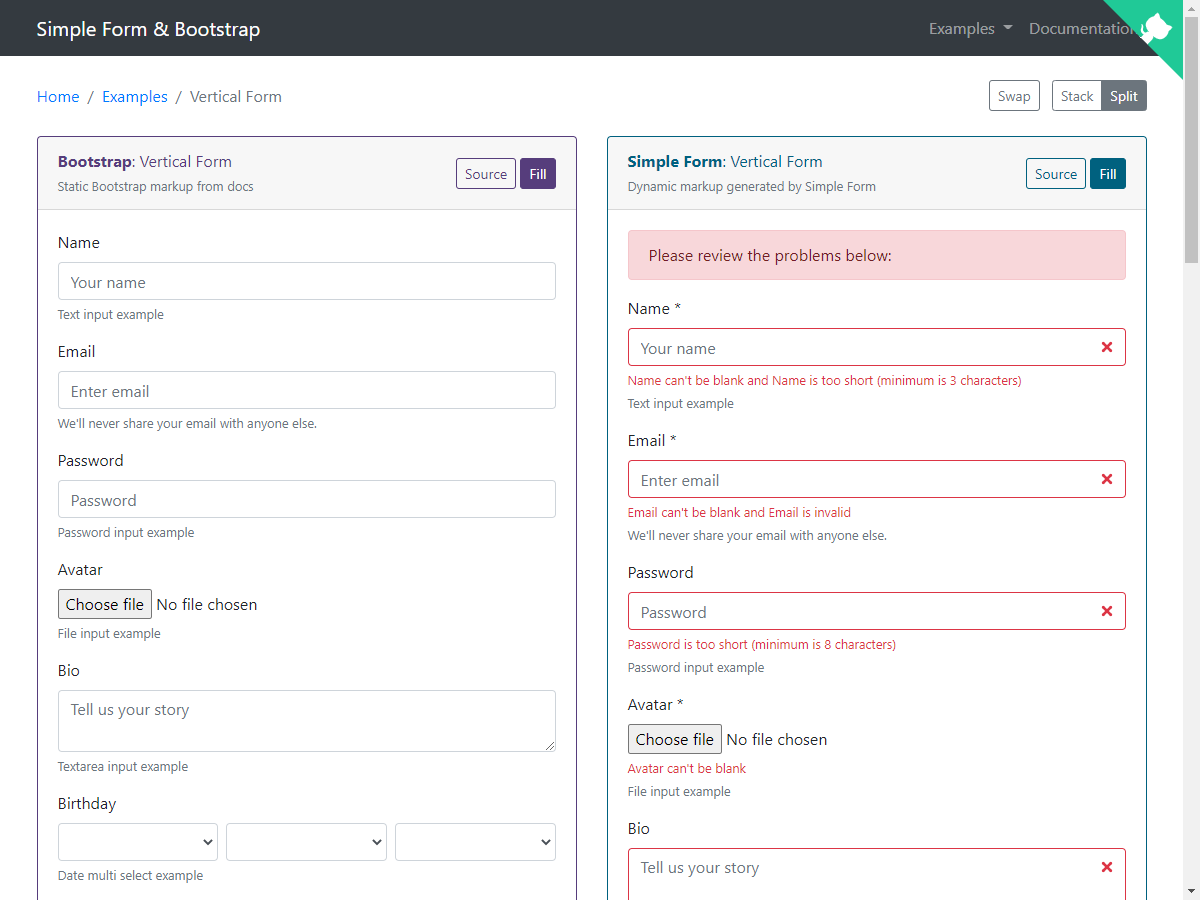 Simple Form & Bootstrap
Examples
Documentation
Home / Examples / Vertical Form
Swap
Stack
Split
Bootstrap: Vertical Form
Static Bootstrap markup from docs
Source
Fill
Name
Your name
Text input example
Email
Enter email
We'll never share your email with anyone else.
Password
Password
Password input example
Avatar
Choose file No file chosen
File input example
Bio
Tell us your story
Textarea input example
Birthday
Date multi select example
Simple Form: Vertical Form
Dynamic markup generated by Simple Form
Source
Fill
Please review the problems below:
Name *
Your name
Name can't be blank and Name is too short (minimum is 3 characters)
Text input example
Email *
Enter email
Email can't be blank and Email is invalid
We'll never share your email with anyone else.
Password
Password
Password is too short (minimum is 8 characters)
Password input example
Avatar *
Choose file No file chosen
Avatar can't be blank
File input example
Bio
Tell us your story